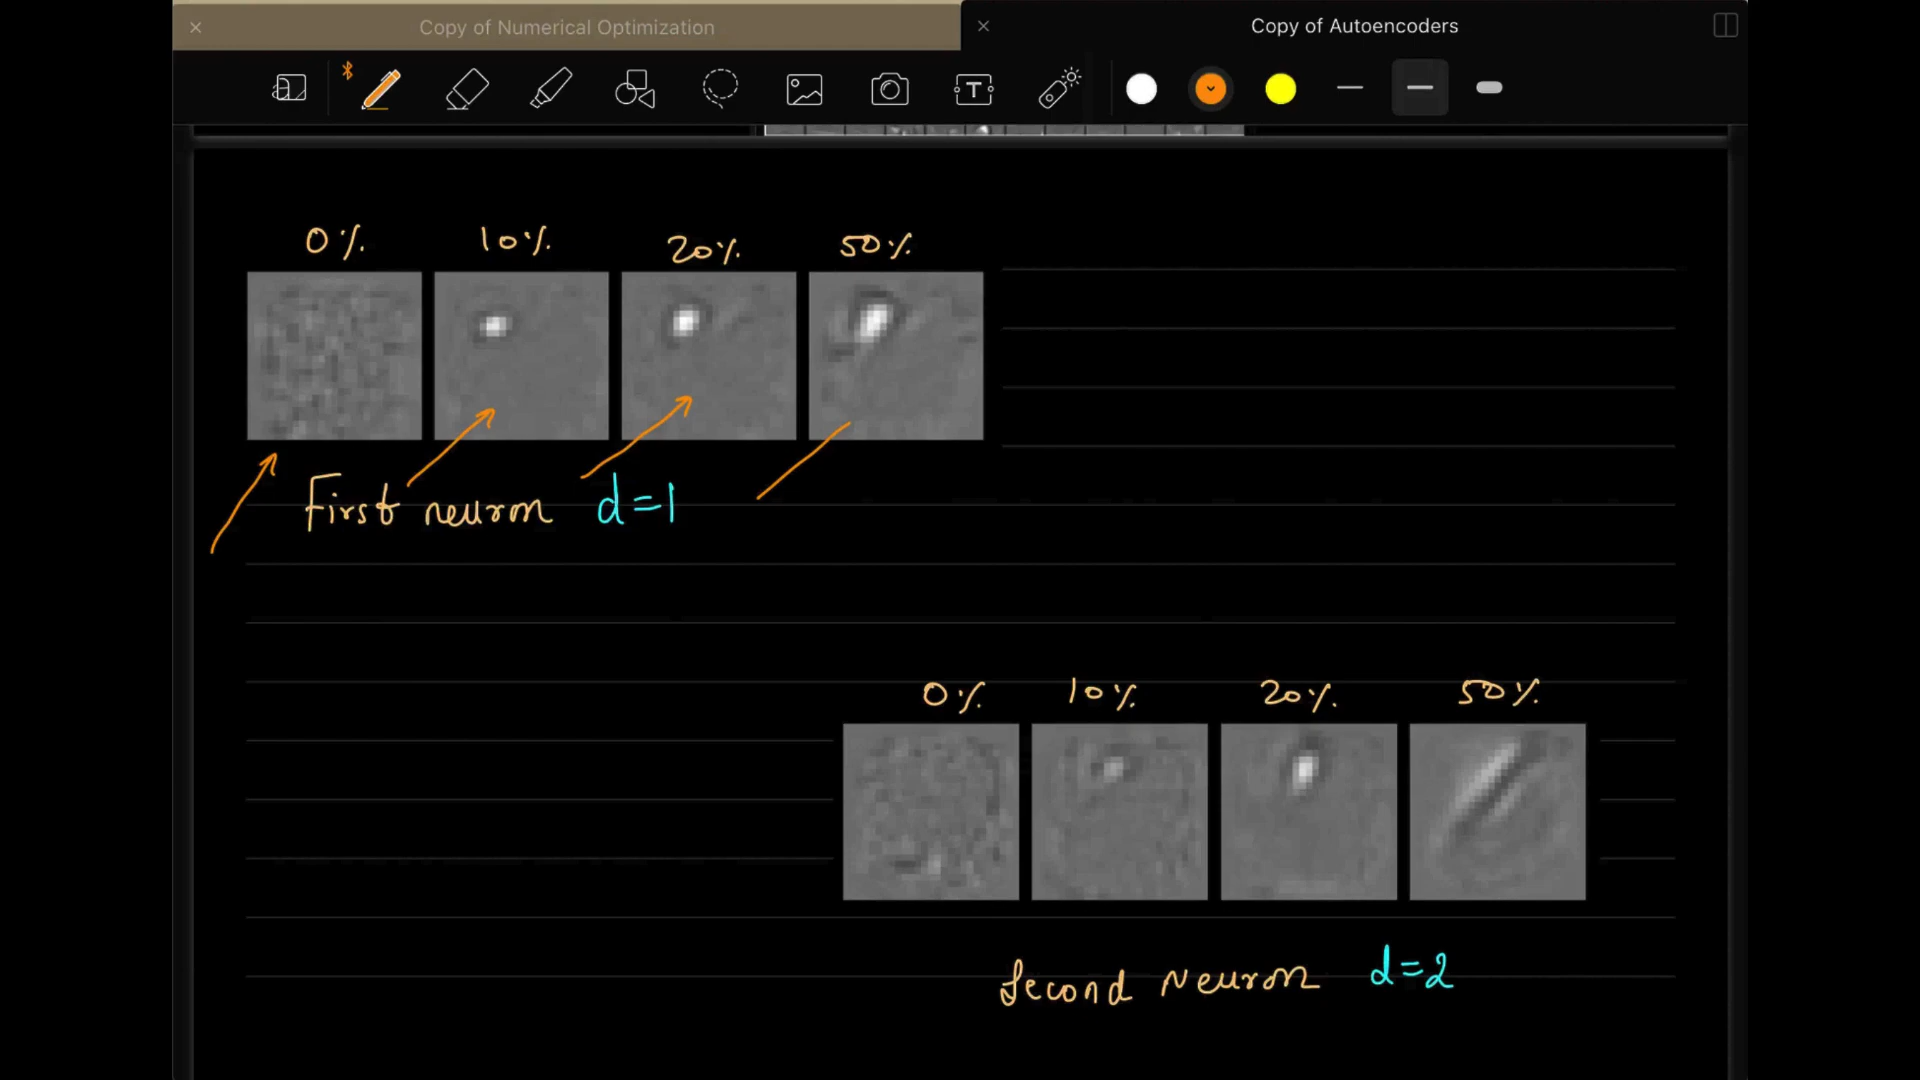 Copy of Numerical Optimization
Copy of Autoencoders
T
0% 10% 20% 50%
First neuron d=1
0% 10% 20% 50%
Second Neuron d=2